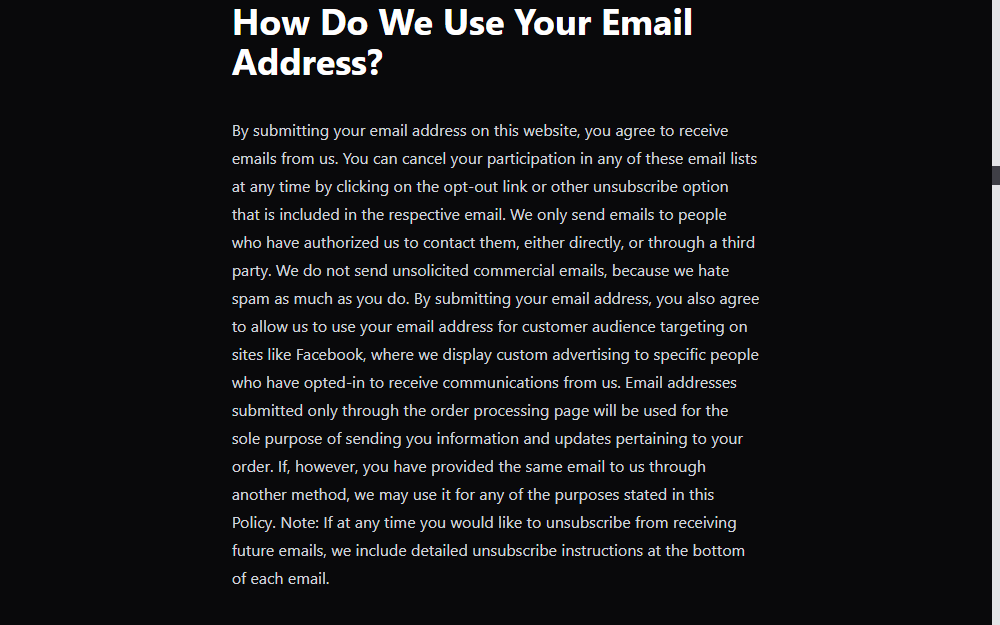 How Do We Use Your Email
Address?
By submitting your email address on this website, you agree to receive
emails from us. You can cancel your participation in any of these email lists
at any time by clicking on the opt-out link or other unsubscribe option
that is included in the respective email. We only send emails to people
who have authorized us to contact them, either directly, or through a third
party. We do not send unsolicited commercial emails, because we hate
spam as much as you do. By submitting your email address, you also agree
to allow us to use your email address for customer audience targeting on
sites like Facebook, where we display custom advertising to specific people
who have opted-in to receive communications from us. Email addresses
submitted only through the order processing page will be used for the
sole purpose of sending you information and updates pertaining to your
order. If, however, you have provided the same email to us through
another method, we may use it for any of the purposes stated in this
Policy. Note: If at any time you would like to unsubscribe from receiving
future emails, we include detailed unsubscribe instructions at the bottom
of each email.